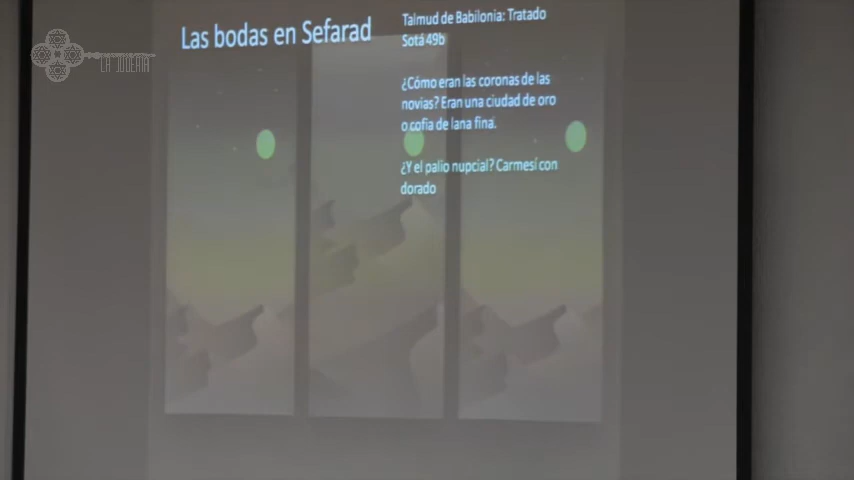 LA JUDERIA
Las bodas en Sefarad
Talmud de Babilonia: Tratado
Sotá 49b
¿Cómo eran las coronas de las
novias? Eran una ciudad de oro
o cofia de lana fina.
¿Y el palio nupcial? Carmesí con
dorado